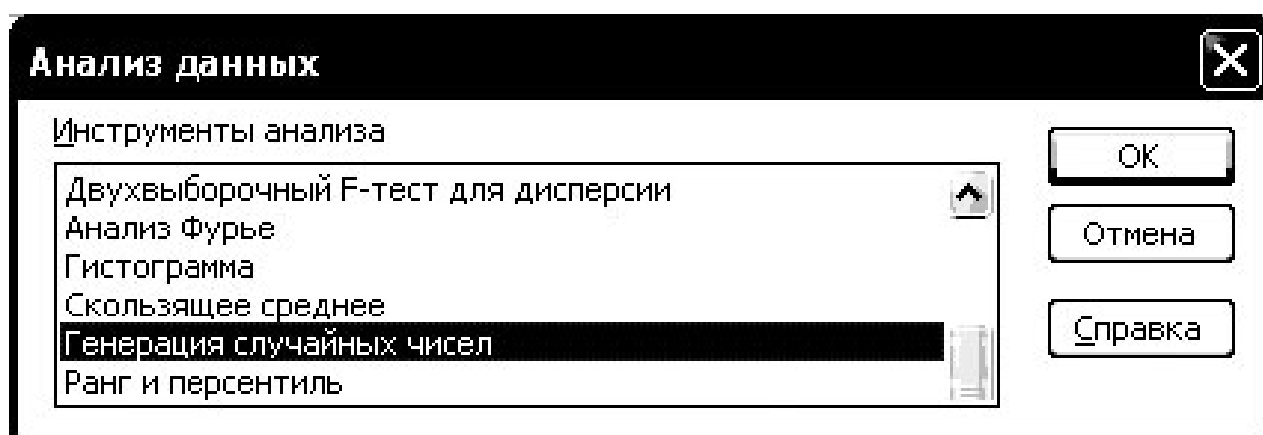 Анализ данных
Инструменты анализа
Двухвыборочный F-тест для дисперсии
Анализ Фурье
Гистограмма
Скользящее среднее
Генерация случайных чисел
Ранг и персентиль
ОК
Отмена
Справка